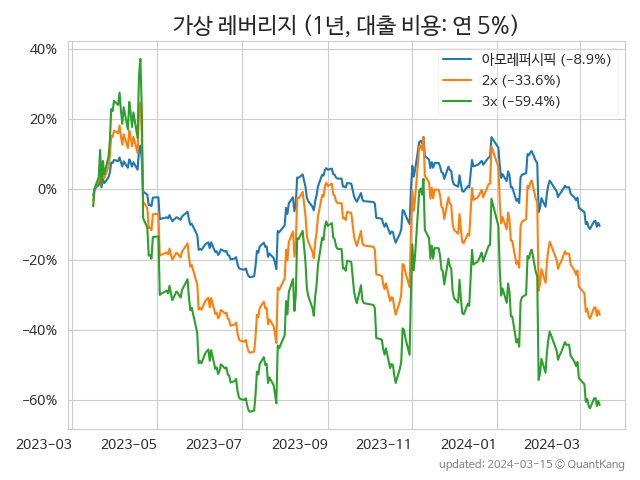 가상 레버리지 (1년, 대출 비용: 연 5%)
아모레퍼시픽 (−8.9%)
2x (−33.6%)
3x (−59.4%)
40%
20%
0%
−20%
−40%
−60%
2023-03 2023-05 2023-07 2023-09 2023-11 2024-01 2024-03
updated: 2024-03-15 © QuantKang